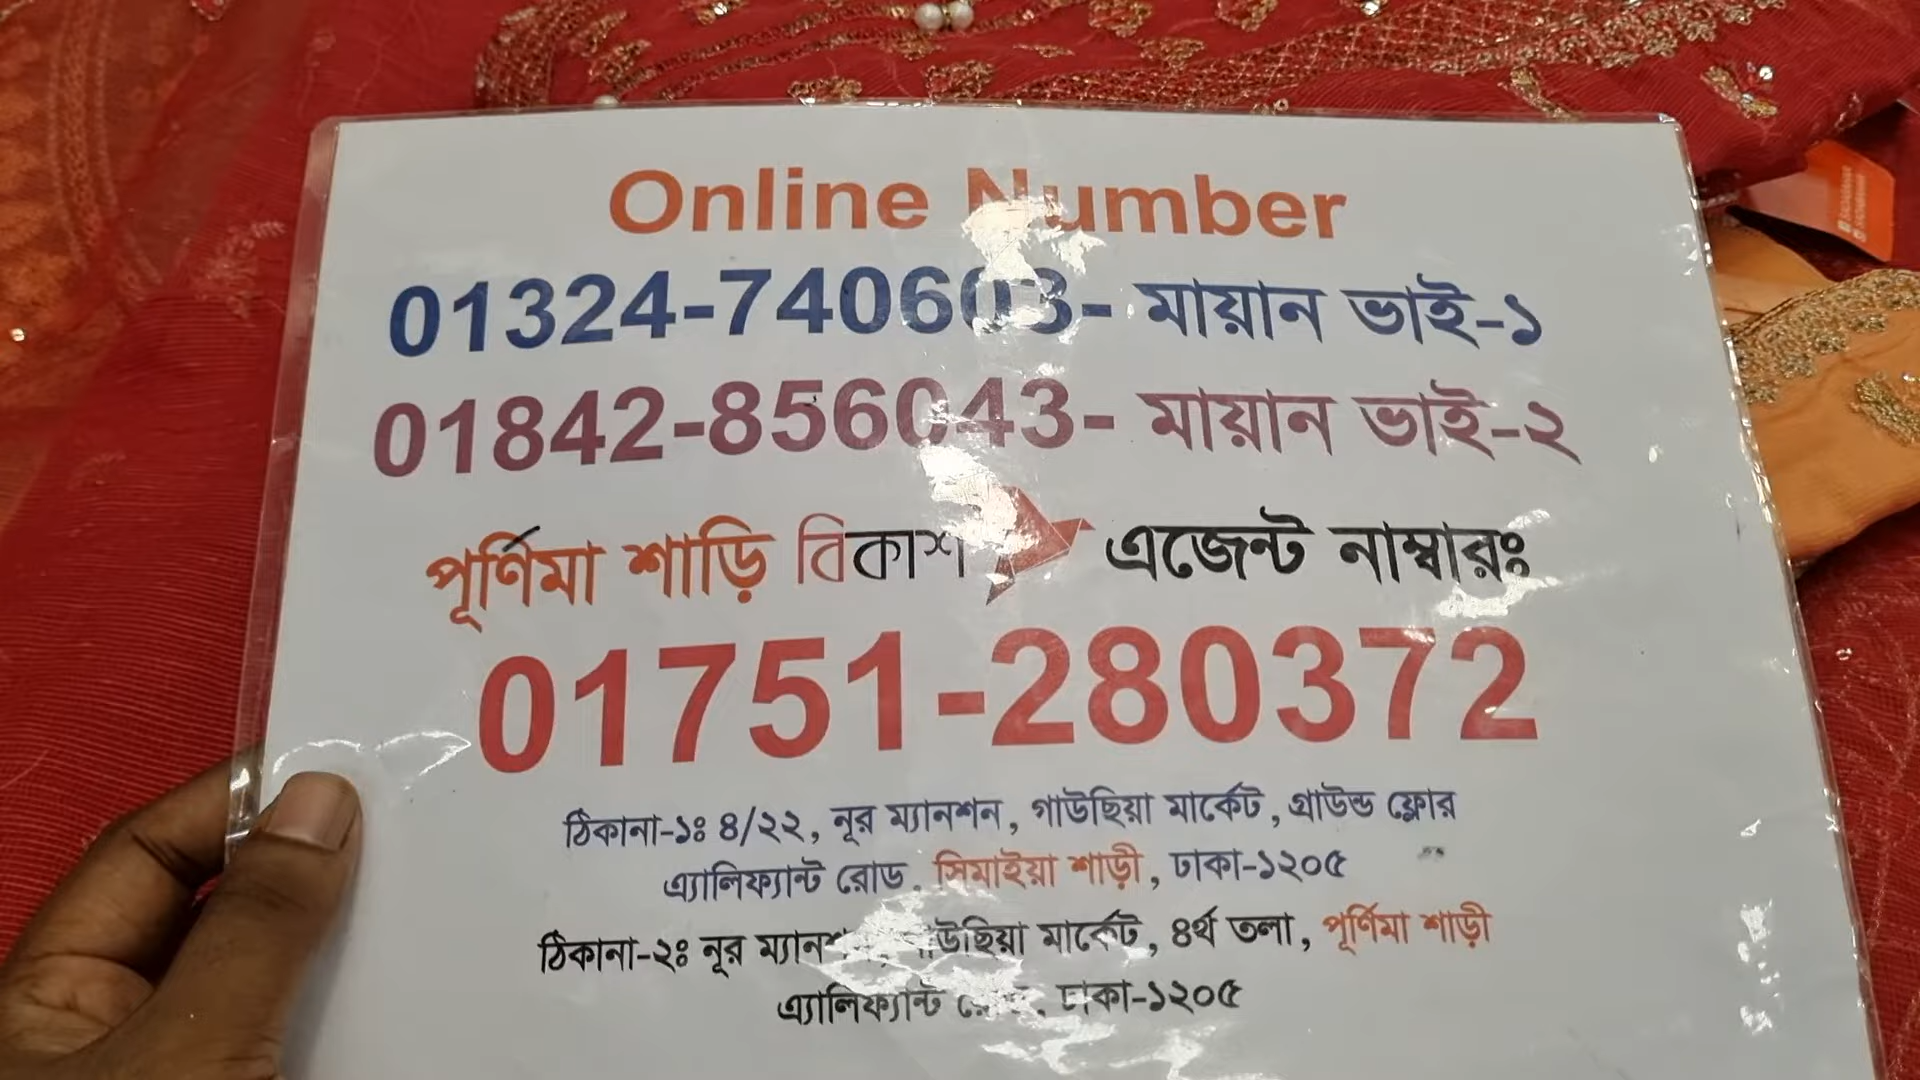 Online Number
01324-740603- মায়ান ভাই-১
01842-856043- মায়ান ভাই-২
পূর্ণিমা শাড়ি বিকাশ এজেন্ট নাম্বারঃ
01751-280372
ঠিকানা-১ঃ ৪/২২, নূর ম্যানশন, গাউছিয়া মার্কেট, গ্রাউন্ড ফ্লোর
এ্যালিফ্যান্ট রোড, সিমাইয়া শাড়ী, ঢাকা-১২০৫
ঠিকানা-২ঃ নূর ম্যানশন, গাউছিয়া মার্কেট, ৪র্থ তলা, পূর্ণিমা শাড়ী
এ্যালিফ্যান্ট রোড, ঢাকা-১২০৫